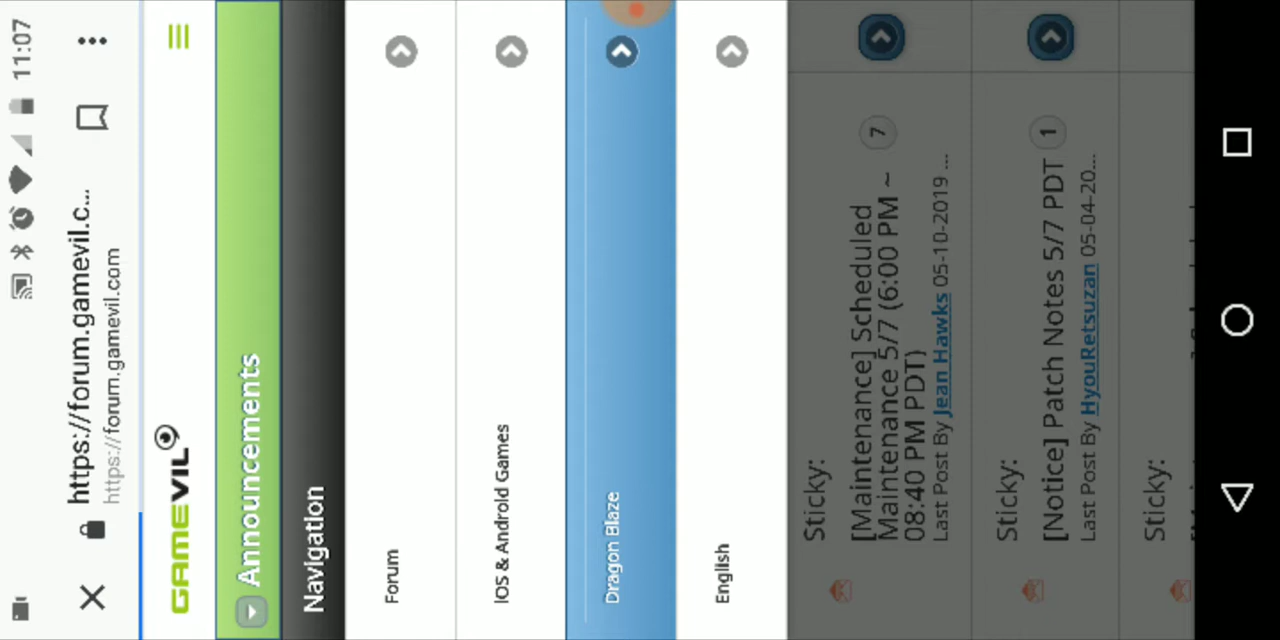 11:07
https://forum.gamevil.c...
https://forum.gamevil.com
GAMEVIL
Announcements
Navigation
Forum
IOS & Android Games
Dragon Blaze
English
Sticky:
[Maintenance] Scheduled
Maintenance 5/7 (6:00 PM ~
08:40 PM PDT)
7
Last Post By Jean Hawks 05-10-2019 ...
Sticky:
[Notice] Patch Notes 5/7 PDT
1
Last Post By HyouRetsuzan 05-04-20...
Sticky: